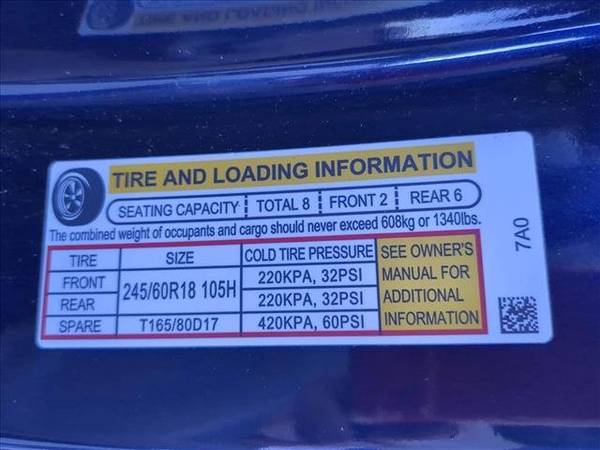 TIRE AND LOADING INFORMATION
SEATING CAPACITY TOTAL 8 FRONT 2 REAR 6
The combined weight of occupants and cargo should never exceed 608kg or 1340lbs.
TIRE SIZE COLD TIRE PRESSURE
FRONT 245/60R18 105H 220KPA, 32PSI
REAR 220KPA, 32PSI
SPARE T165/80D17 420KPA, 60PSI
SEE OWNER'S
MANUAL FOR
ADDITIONAL
INFORMATION
7A0